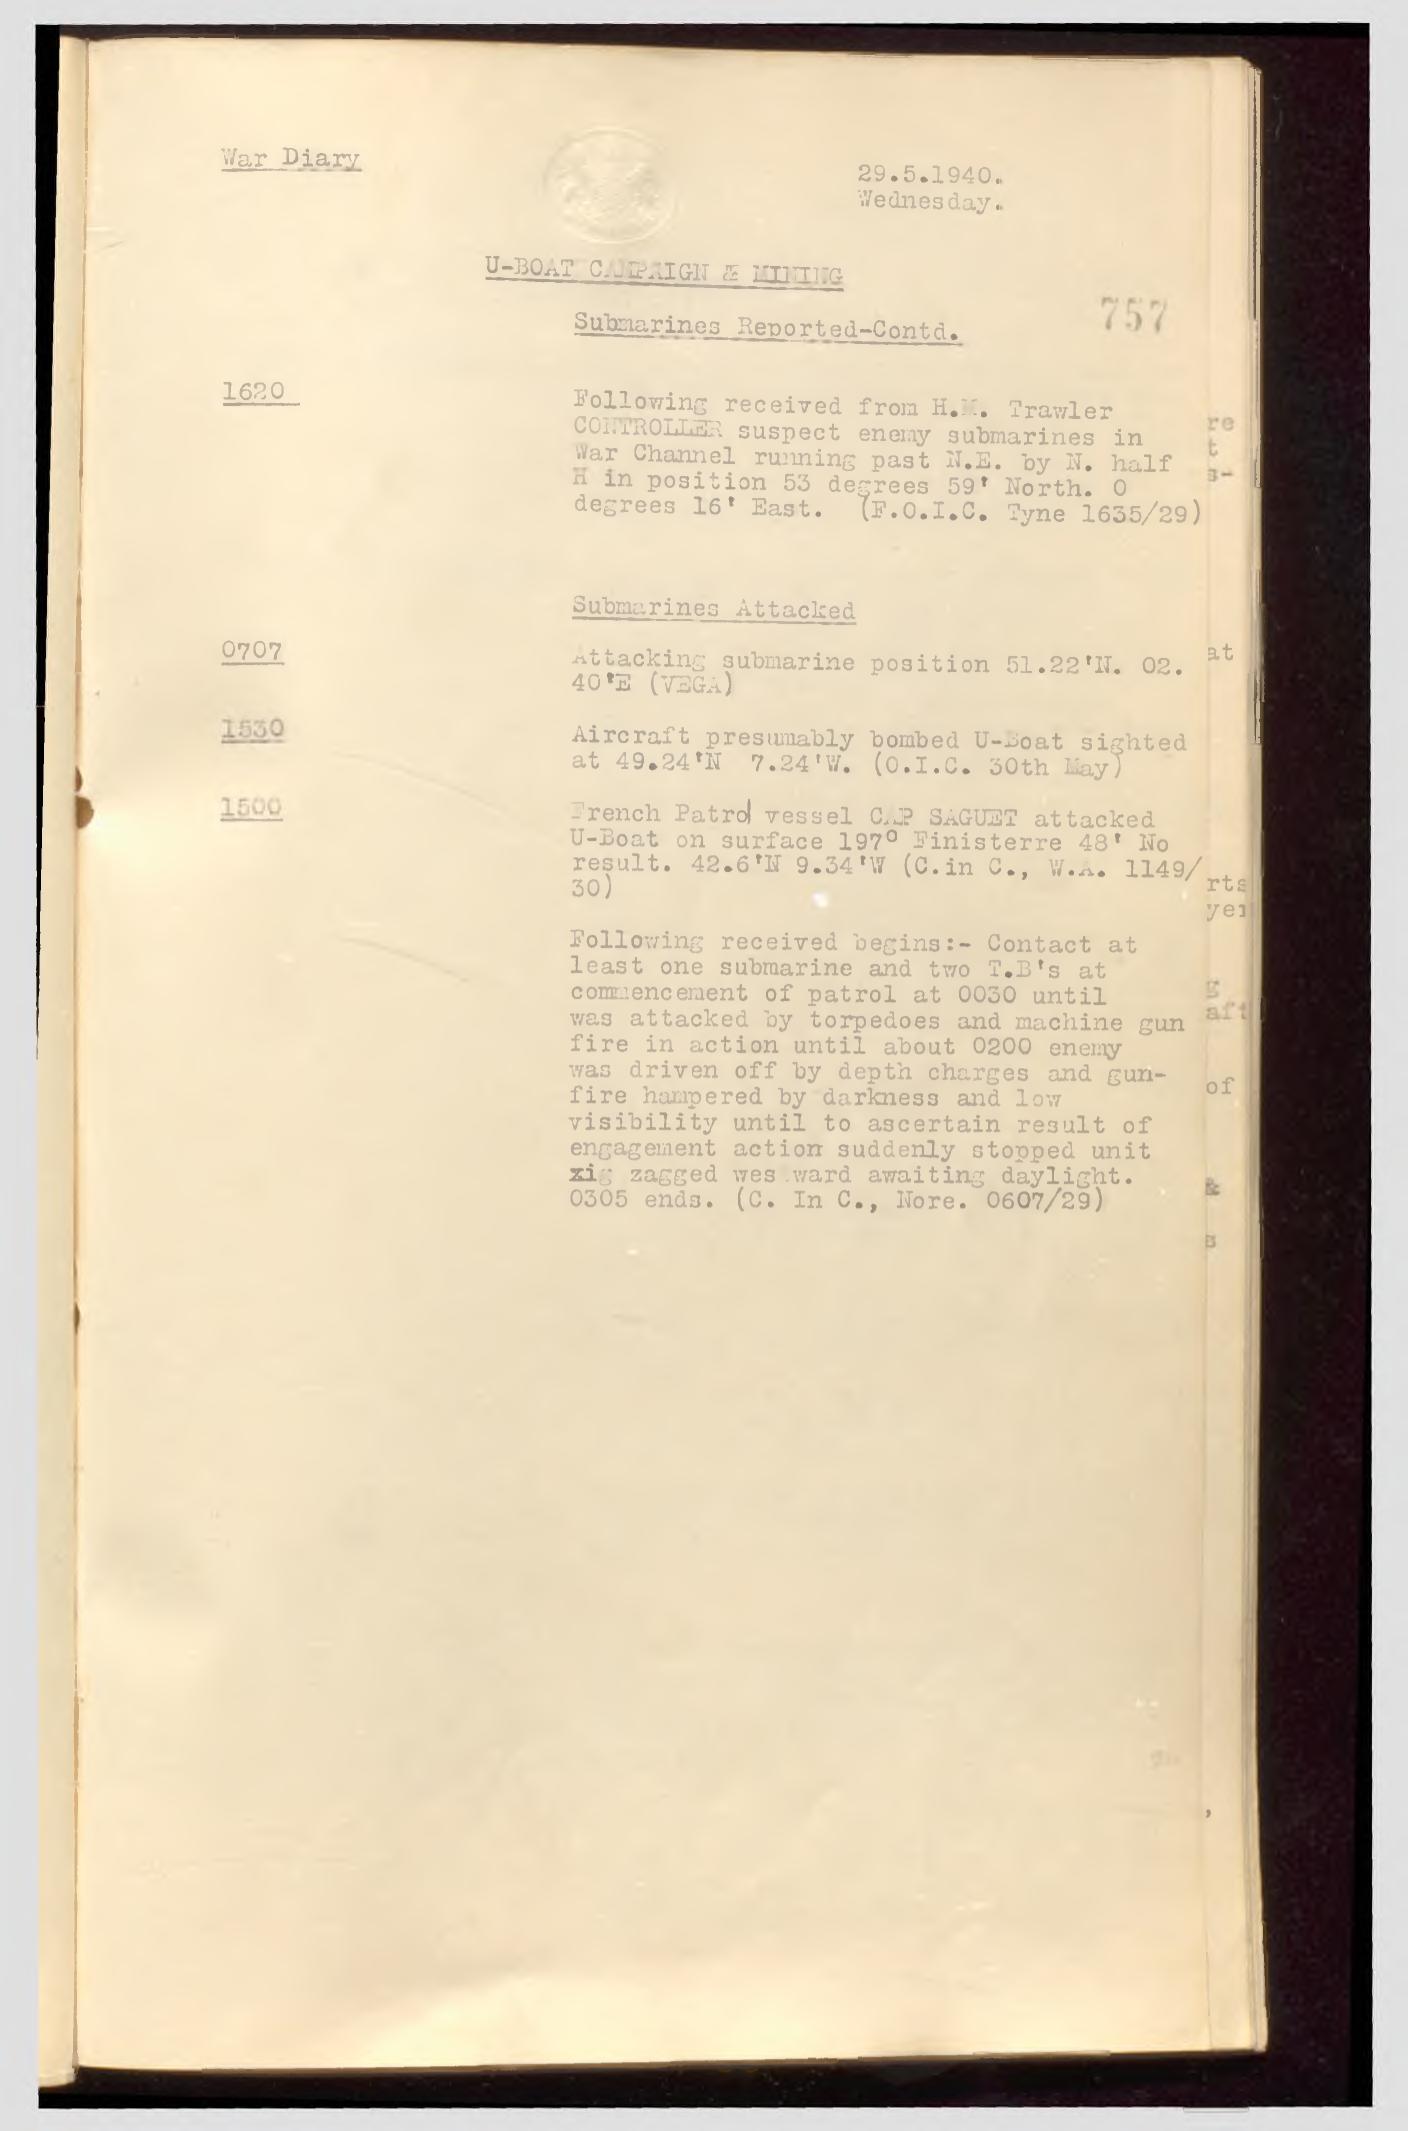 War Diary
29.5.1940.
Wednesday.
U-BOAT CAMPAIGN & MINING
757
Submarines Reported-Contd.
1620
Following received from H.M. Trawler
CONTROLLER suspect enemy submarines in
War Channel running past N.E. by N. half
N in position 53 degrees 59' North. 0
degrees 16' East. (F.O.I.C. Tyne 1635/29)
Submarines Attacked
0707
Attacking submarine position 51.22'N. 02.
40'E (VEGA)
1530
Aircraft presumably bombed U-Boat sighted
at 49.24'N 7.24'W. (O.I.C. 30th May)
1500
French Patrol vessel CAP SAGUET attacked
U-Boat on surface 197° Finisterre 48' No
result. 42.6'N 9.34'W (C.in C., W.A. 1149/
30)
Following received begins:- Contact at
least one submarine and two T.B's at
commencement of patrol at 0030 until
was attacked by torpedoes and machine gun
fire in action until about 0200 enemy
was driven off by depth charges and gun-
fire hampered by darkness and low
visibility until to ascertain result of
engagement action suddenly stopped unit
zig zagged wes ward awaiting daylight.
0305 ends. (C. In C., Nore. 0607/29)
re
t
s-
at
rts
g
aft
of
&
s